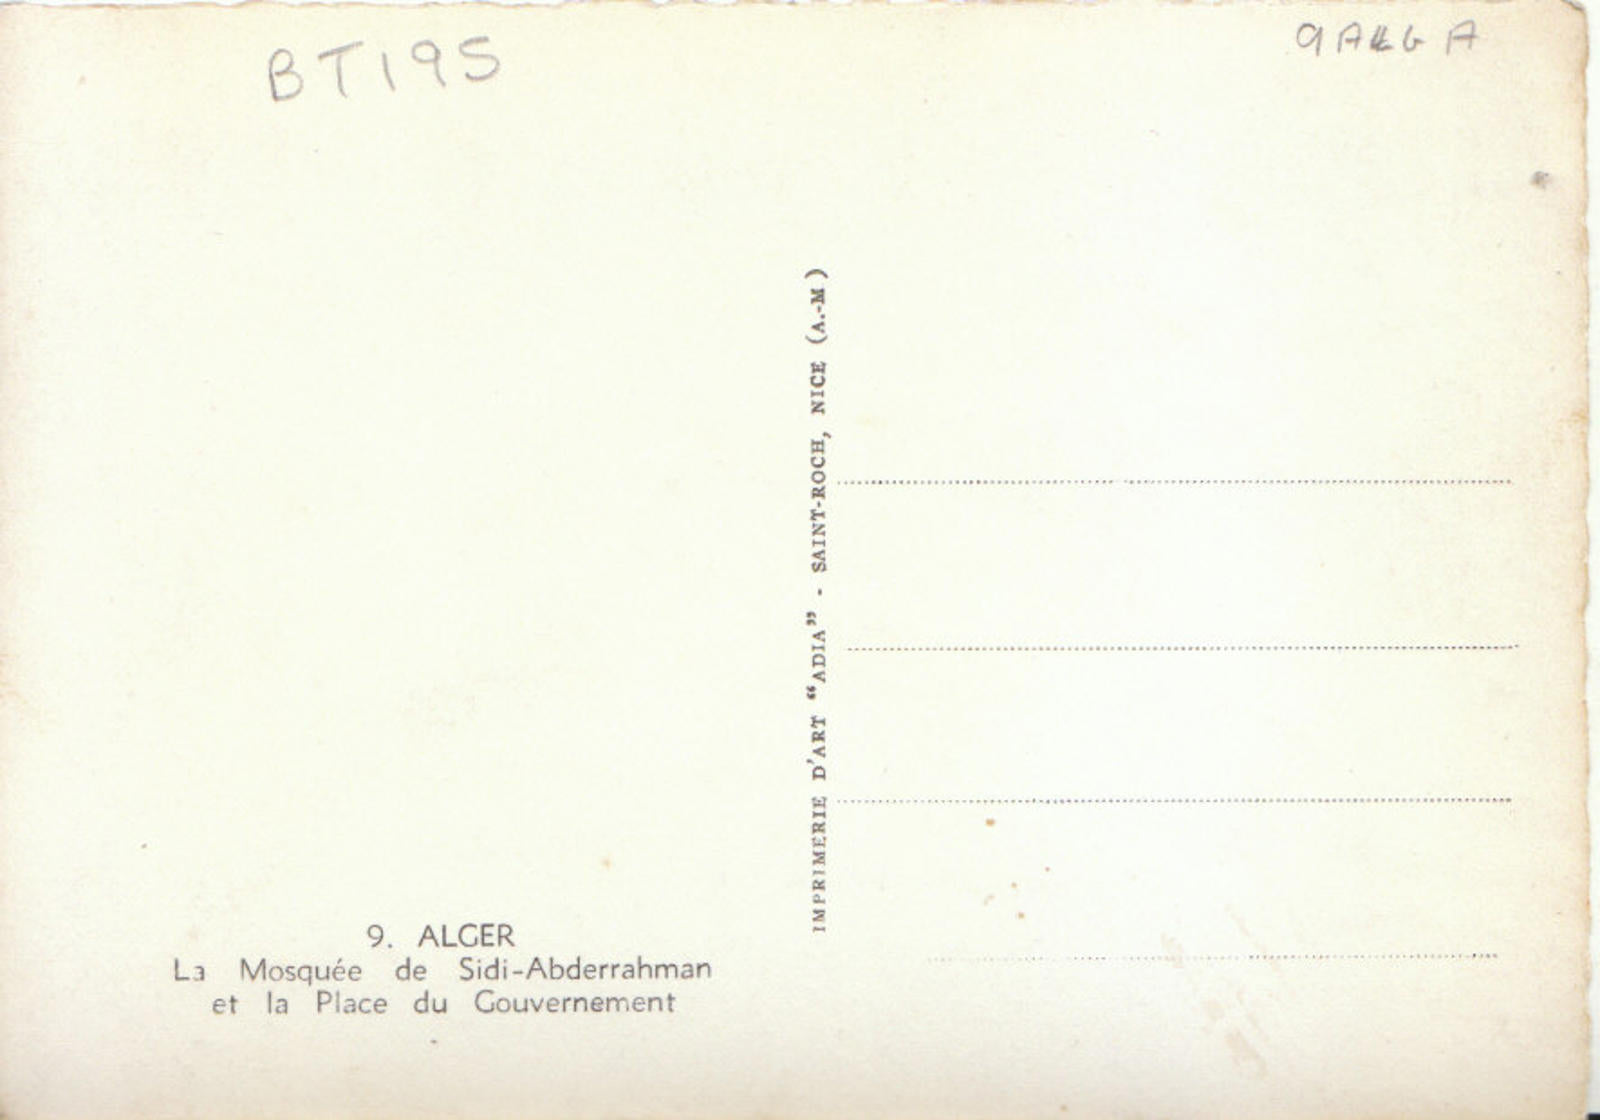 BT195
9. ALGER
La Mosquée de Sidi-Abderrahman
et la Place du Gouvernement
IMPRIMERIE D'ART “ADIA” - SAINT-ROCH, NICE (A.-M)